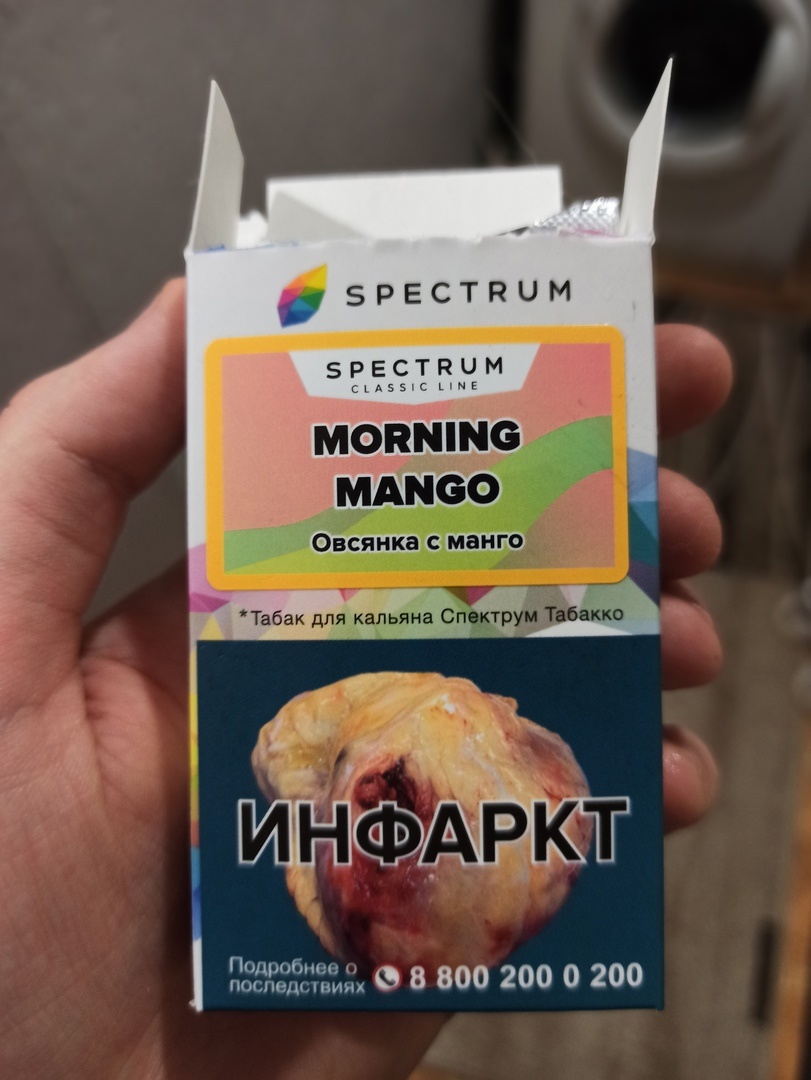 SPECTRUM
SPECTRUM
CLASSIC LINE
MORNING
MANGO
Овсянка с манго
*Табак для кальяна Спектрум Табакко
ИНФАРКТ
Подробнее о
последствиях 8 800 200 0 200